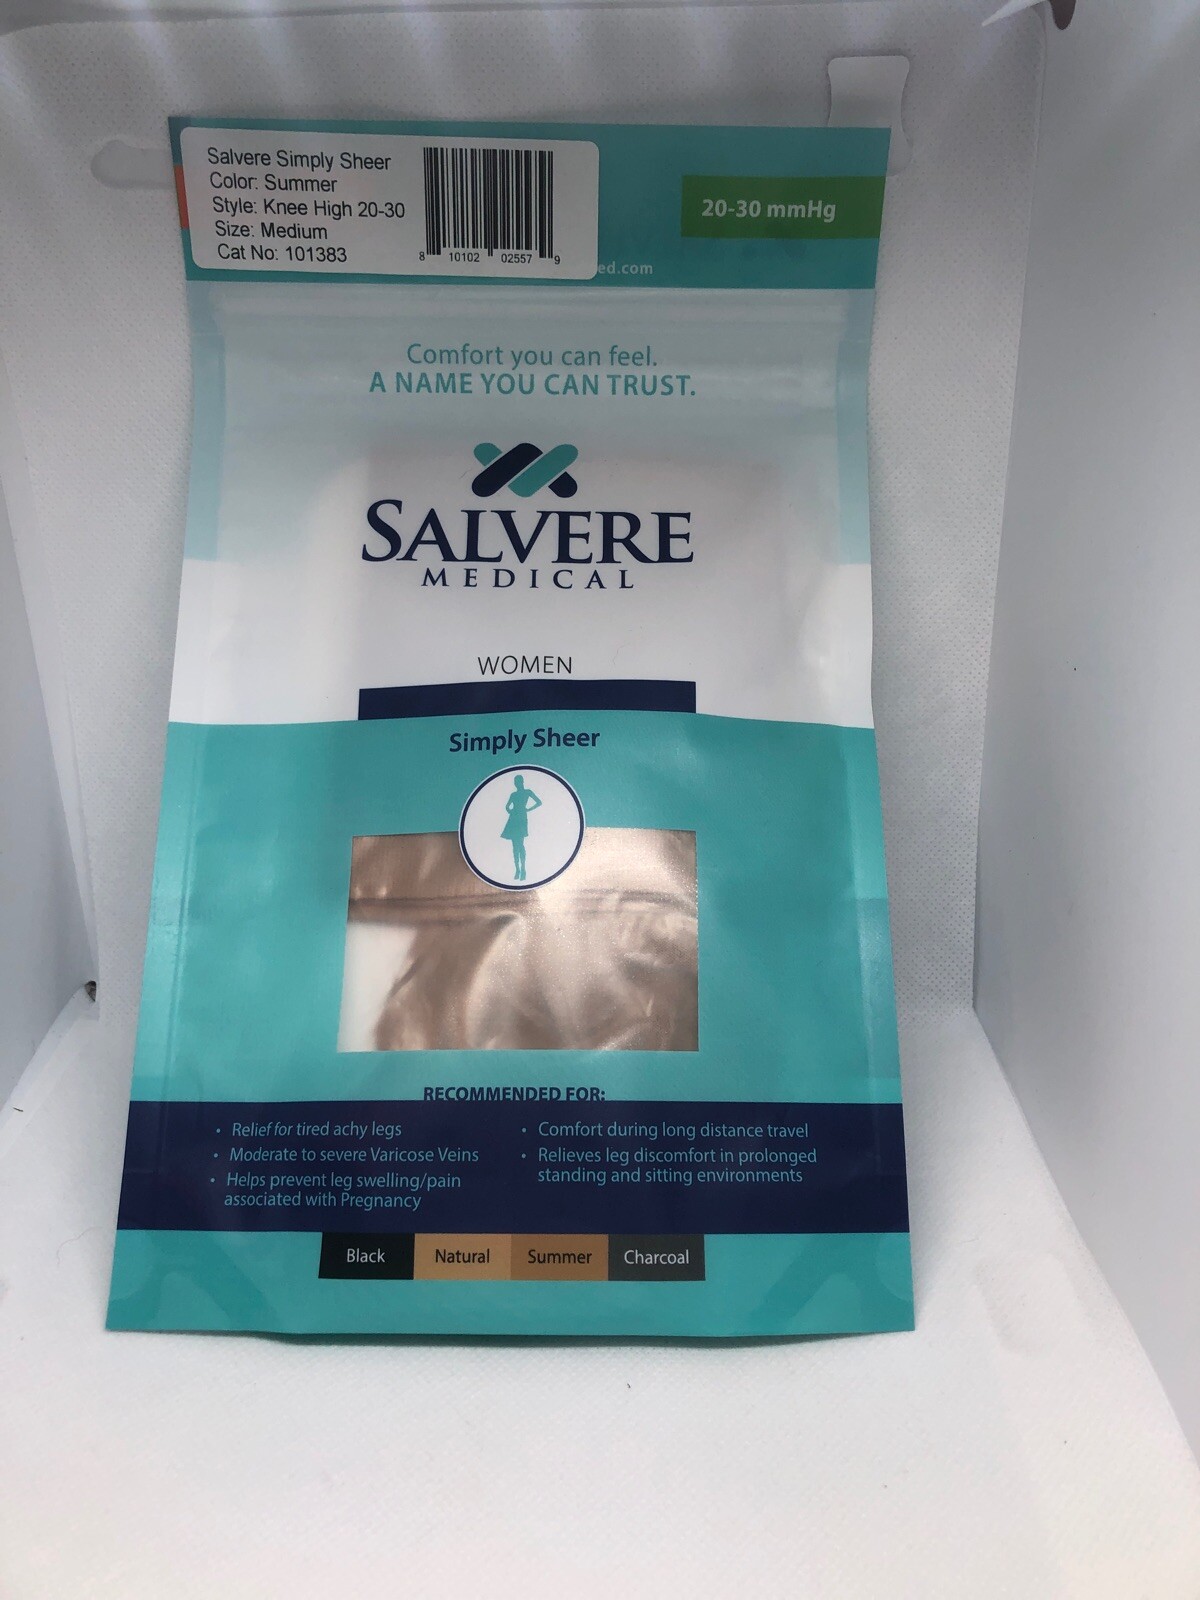 Salvere Simply Sheer
Color: Summer
Style: Knee High 20-30
Size: Medium
Cat No: 101383
8 10102 02557 9
20-30 mmHg
ed.com
Comfort you can feel.
A NAME YOU CAN TRUST.
SALVERE
MEDICAL
WOMEN
Simply Sheer
RECOMMENDED FOR:
• Relief for tired achy legs
• Moderate to severe Varicose Veins
• Helps prevent leg swelling/pain
associated with Pregnancy
• Comfort during long distance travel
• Relieves leg discomfort in prolonged
standing and sitting environments
Black Natural Summer Charcoal